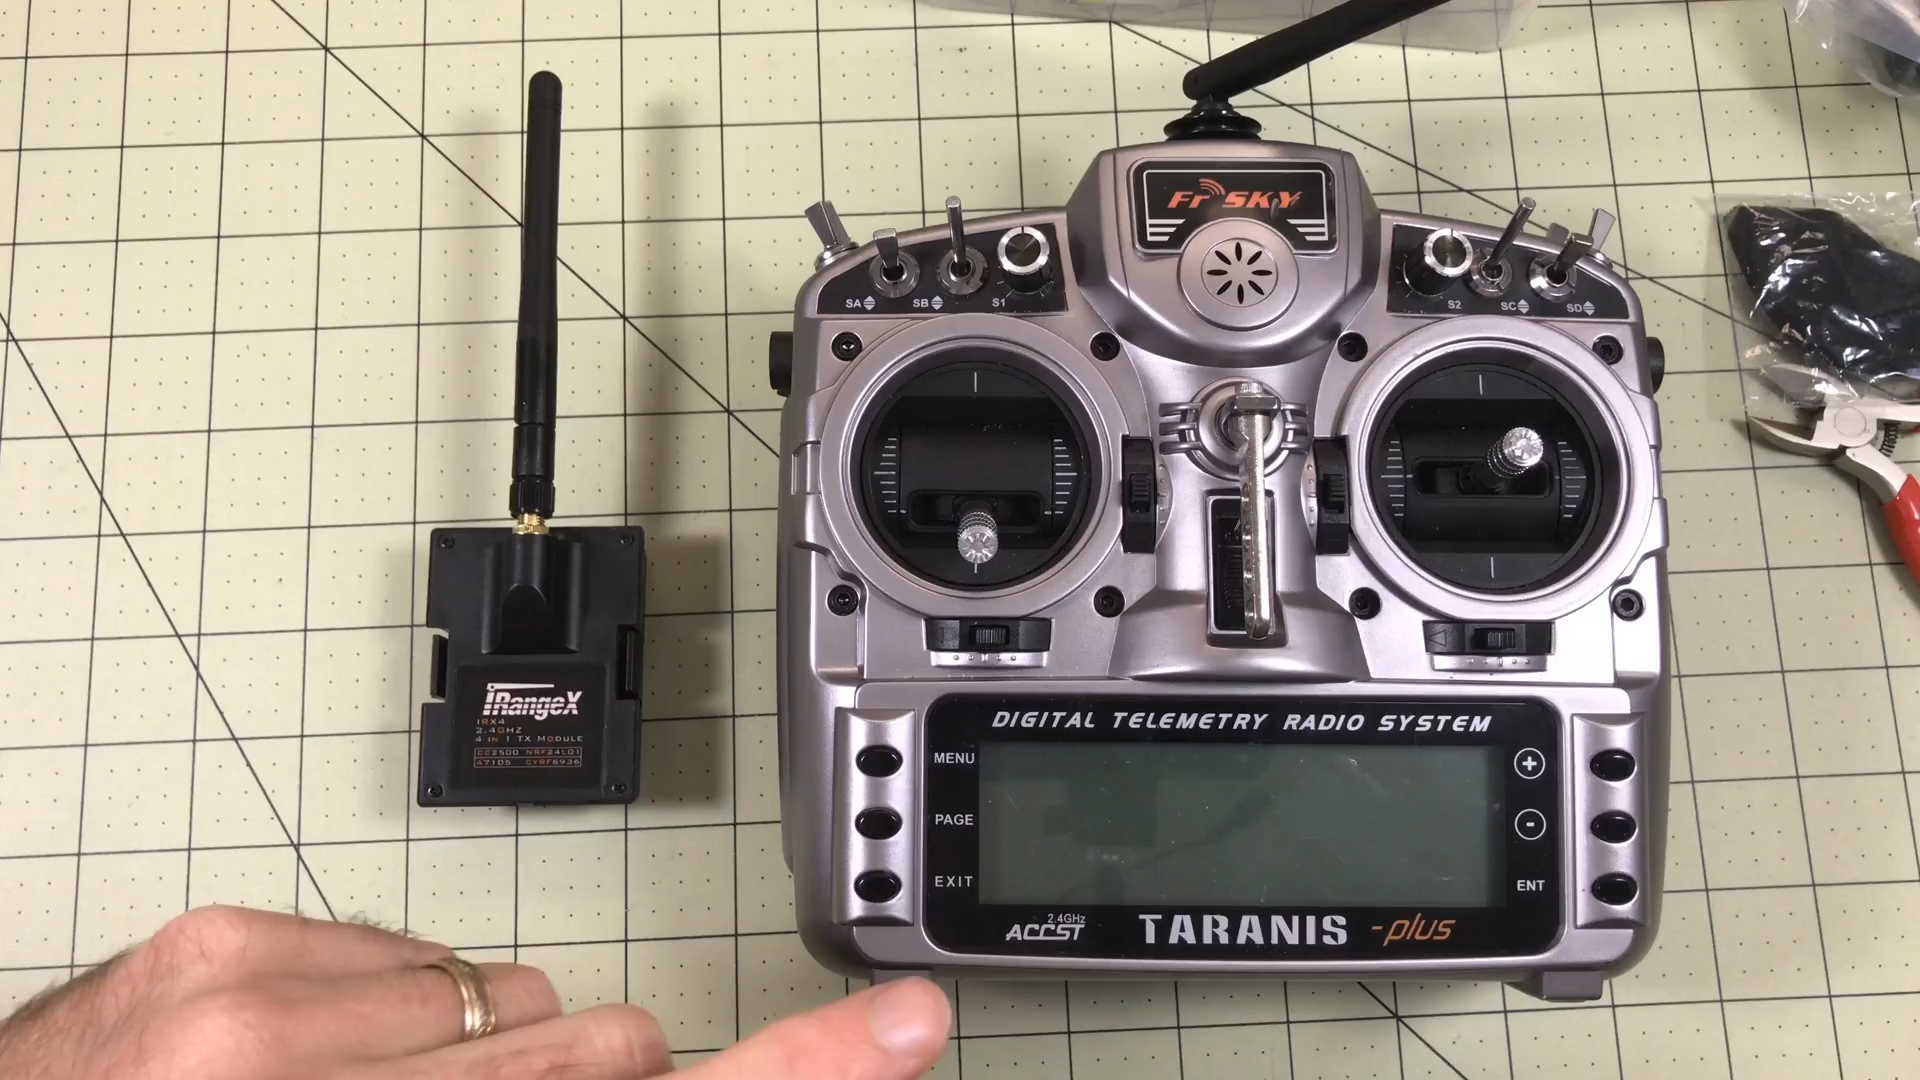 IRangeX
IRX4
2.4GHZ
4 IN 1 TX MODULE
CC2500 NRF24L01
A7105 CYRF6936
FrSKY
SA
SB
S1
S2
SC
SD
DIGITAL TELEMETRY RADIO SYSTEM
MENU
PAGE
EXIT
+
-
ENT
2.4GHz
ACCST
TARANIS -plus